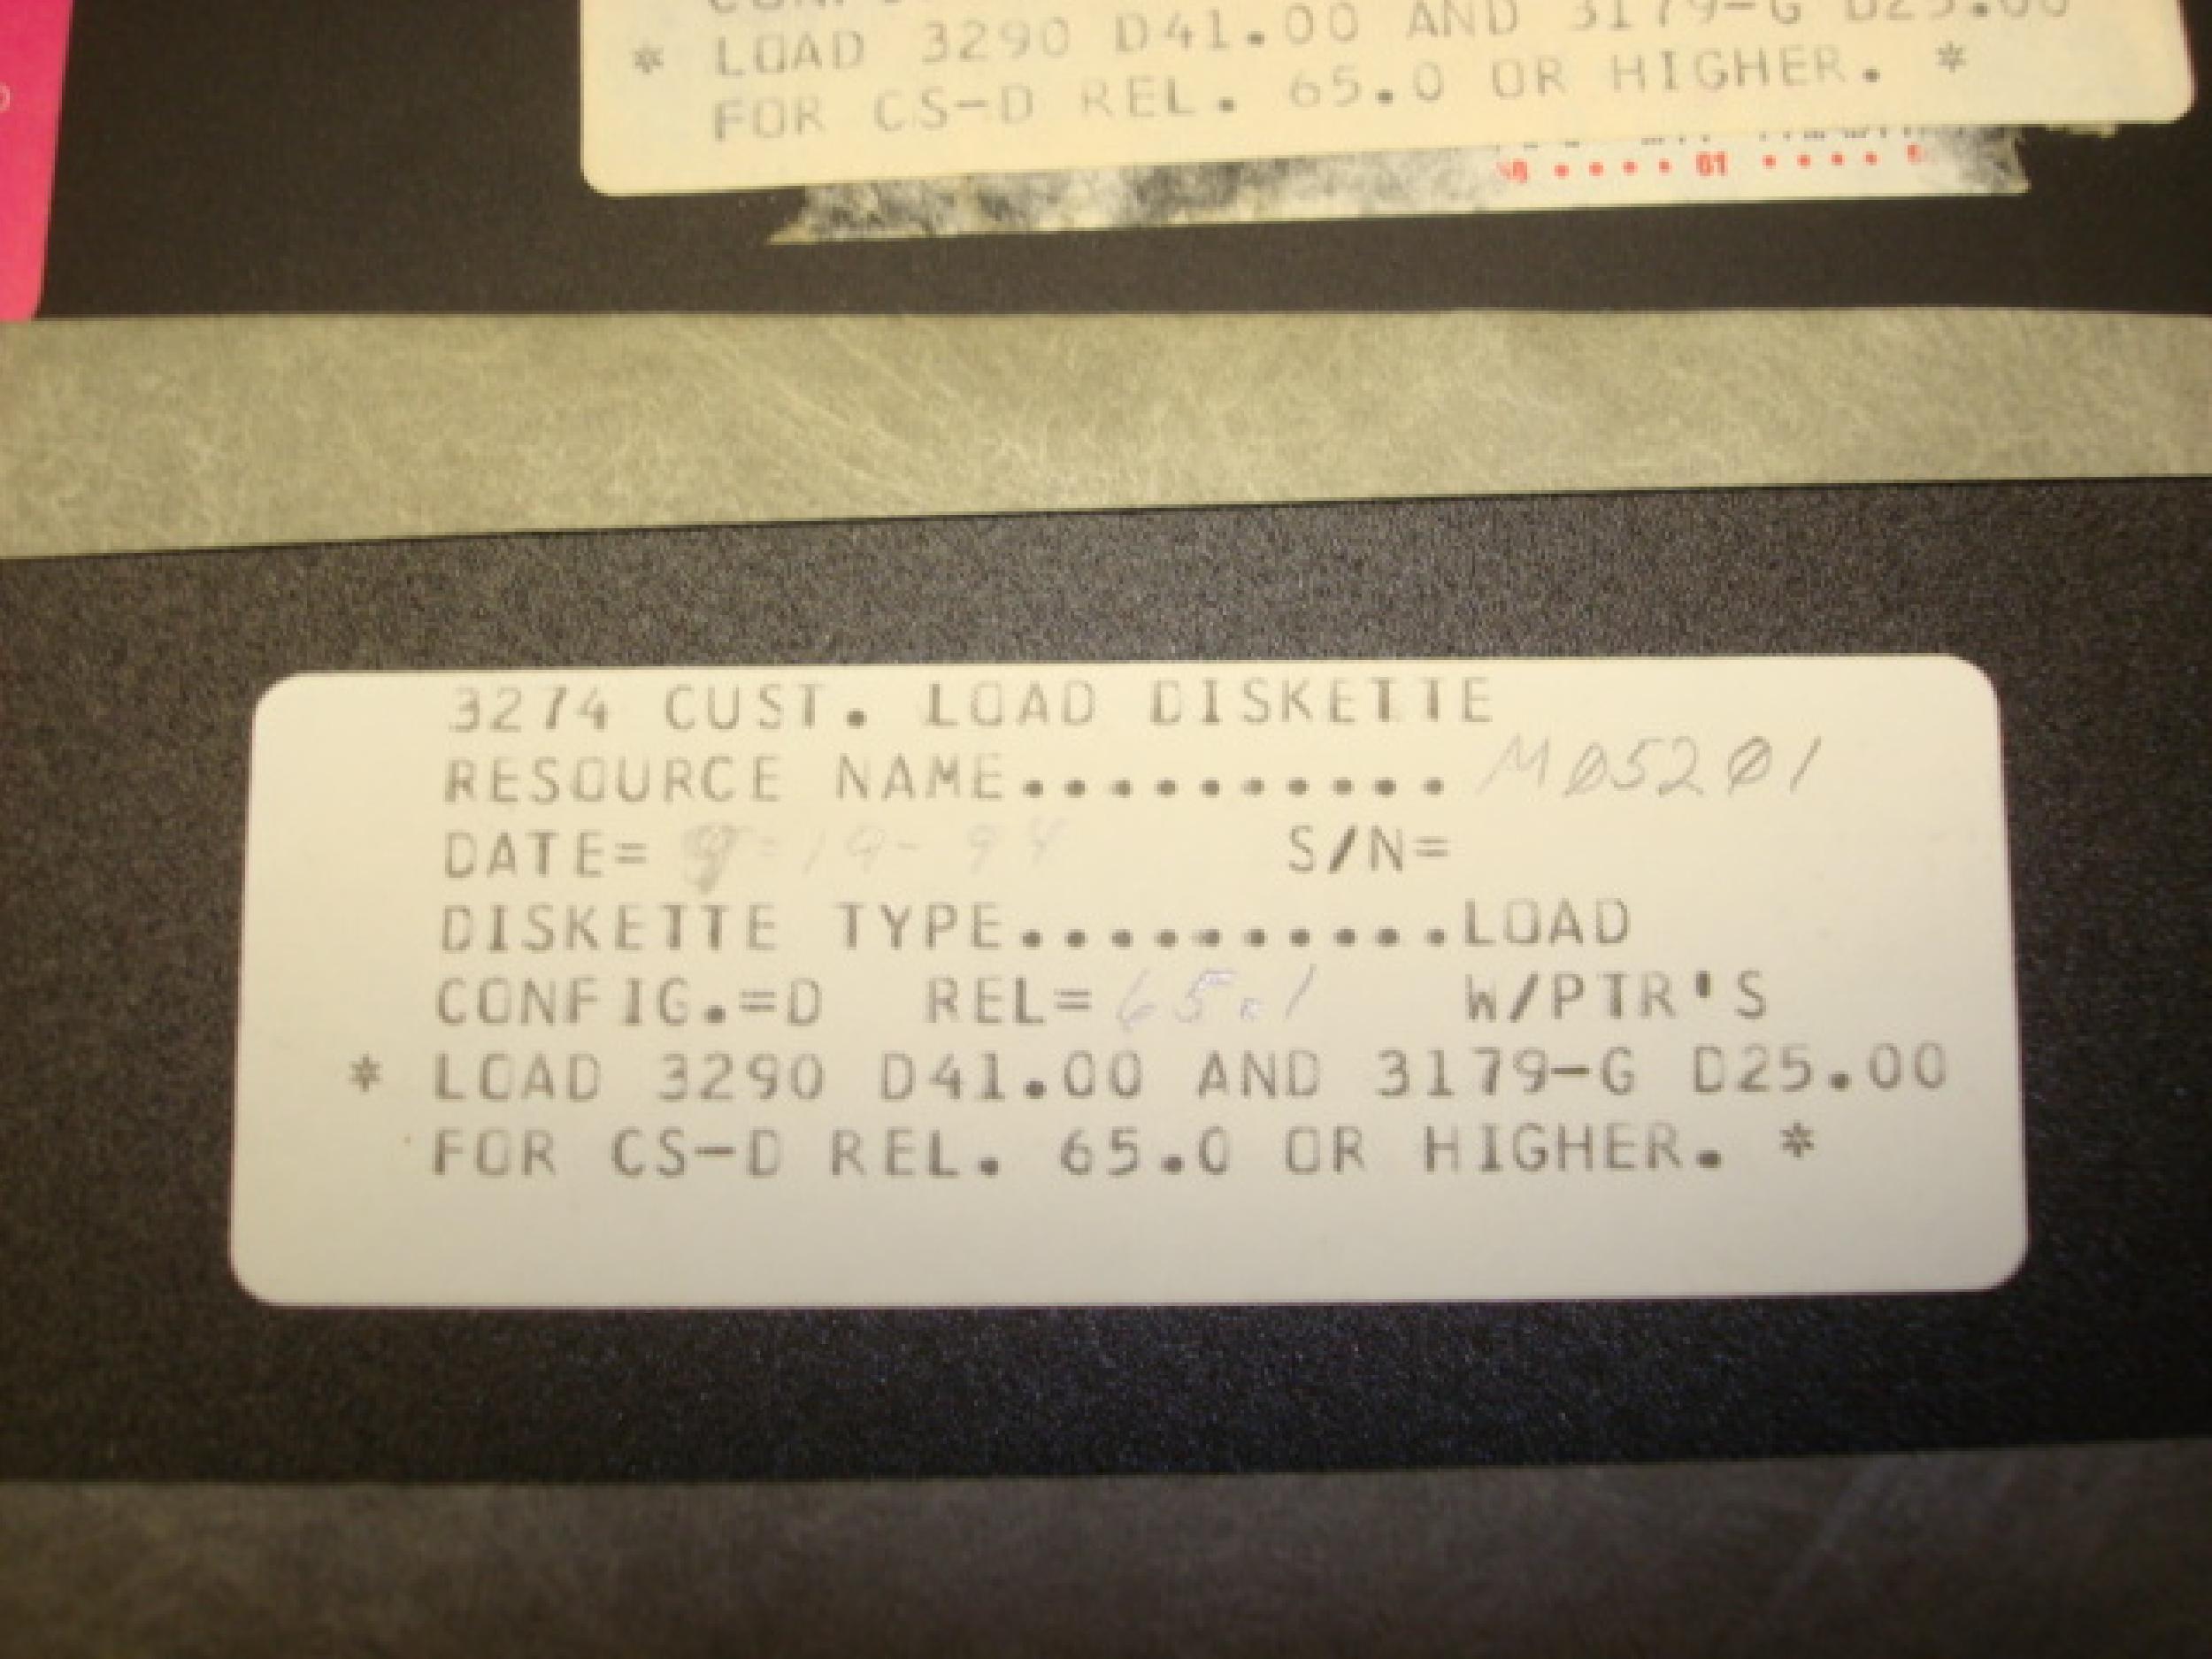 * LOAD 3290 D41.00 AND 3179-G D25.00
FOR CS-D REL. 65.0 OR HIGHER. *
61
3274 CUST. LOAD DISKETTE
RESOURCE NAME.......... MØ52Ø1
DATE= 9-19-94 S/N=
DISKETTE TYPE..........LOAD
CONFIG.=D REL= 65.1 W/PTR'S
* LOAD 3290 D41.00 AND 3179-G D25.00
FOR CS-D REL. 65.0 OR HIGHER. *